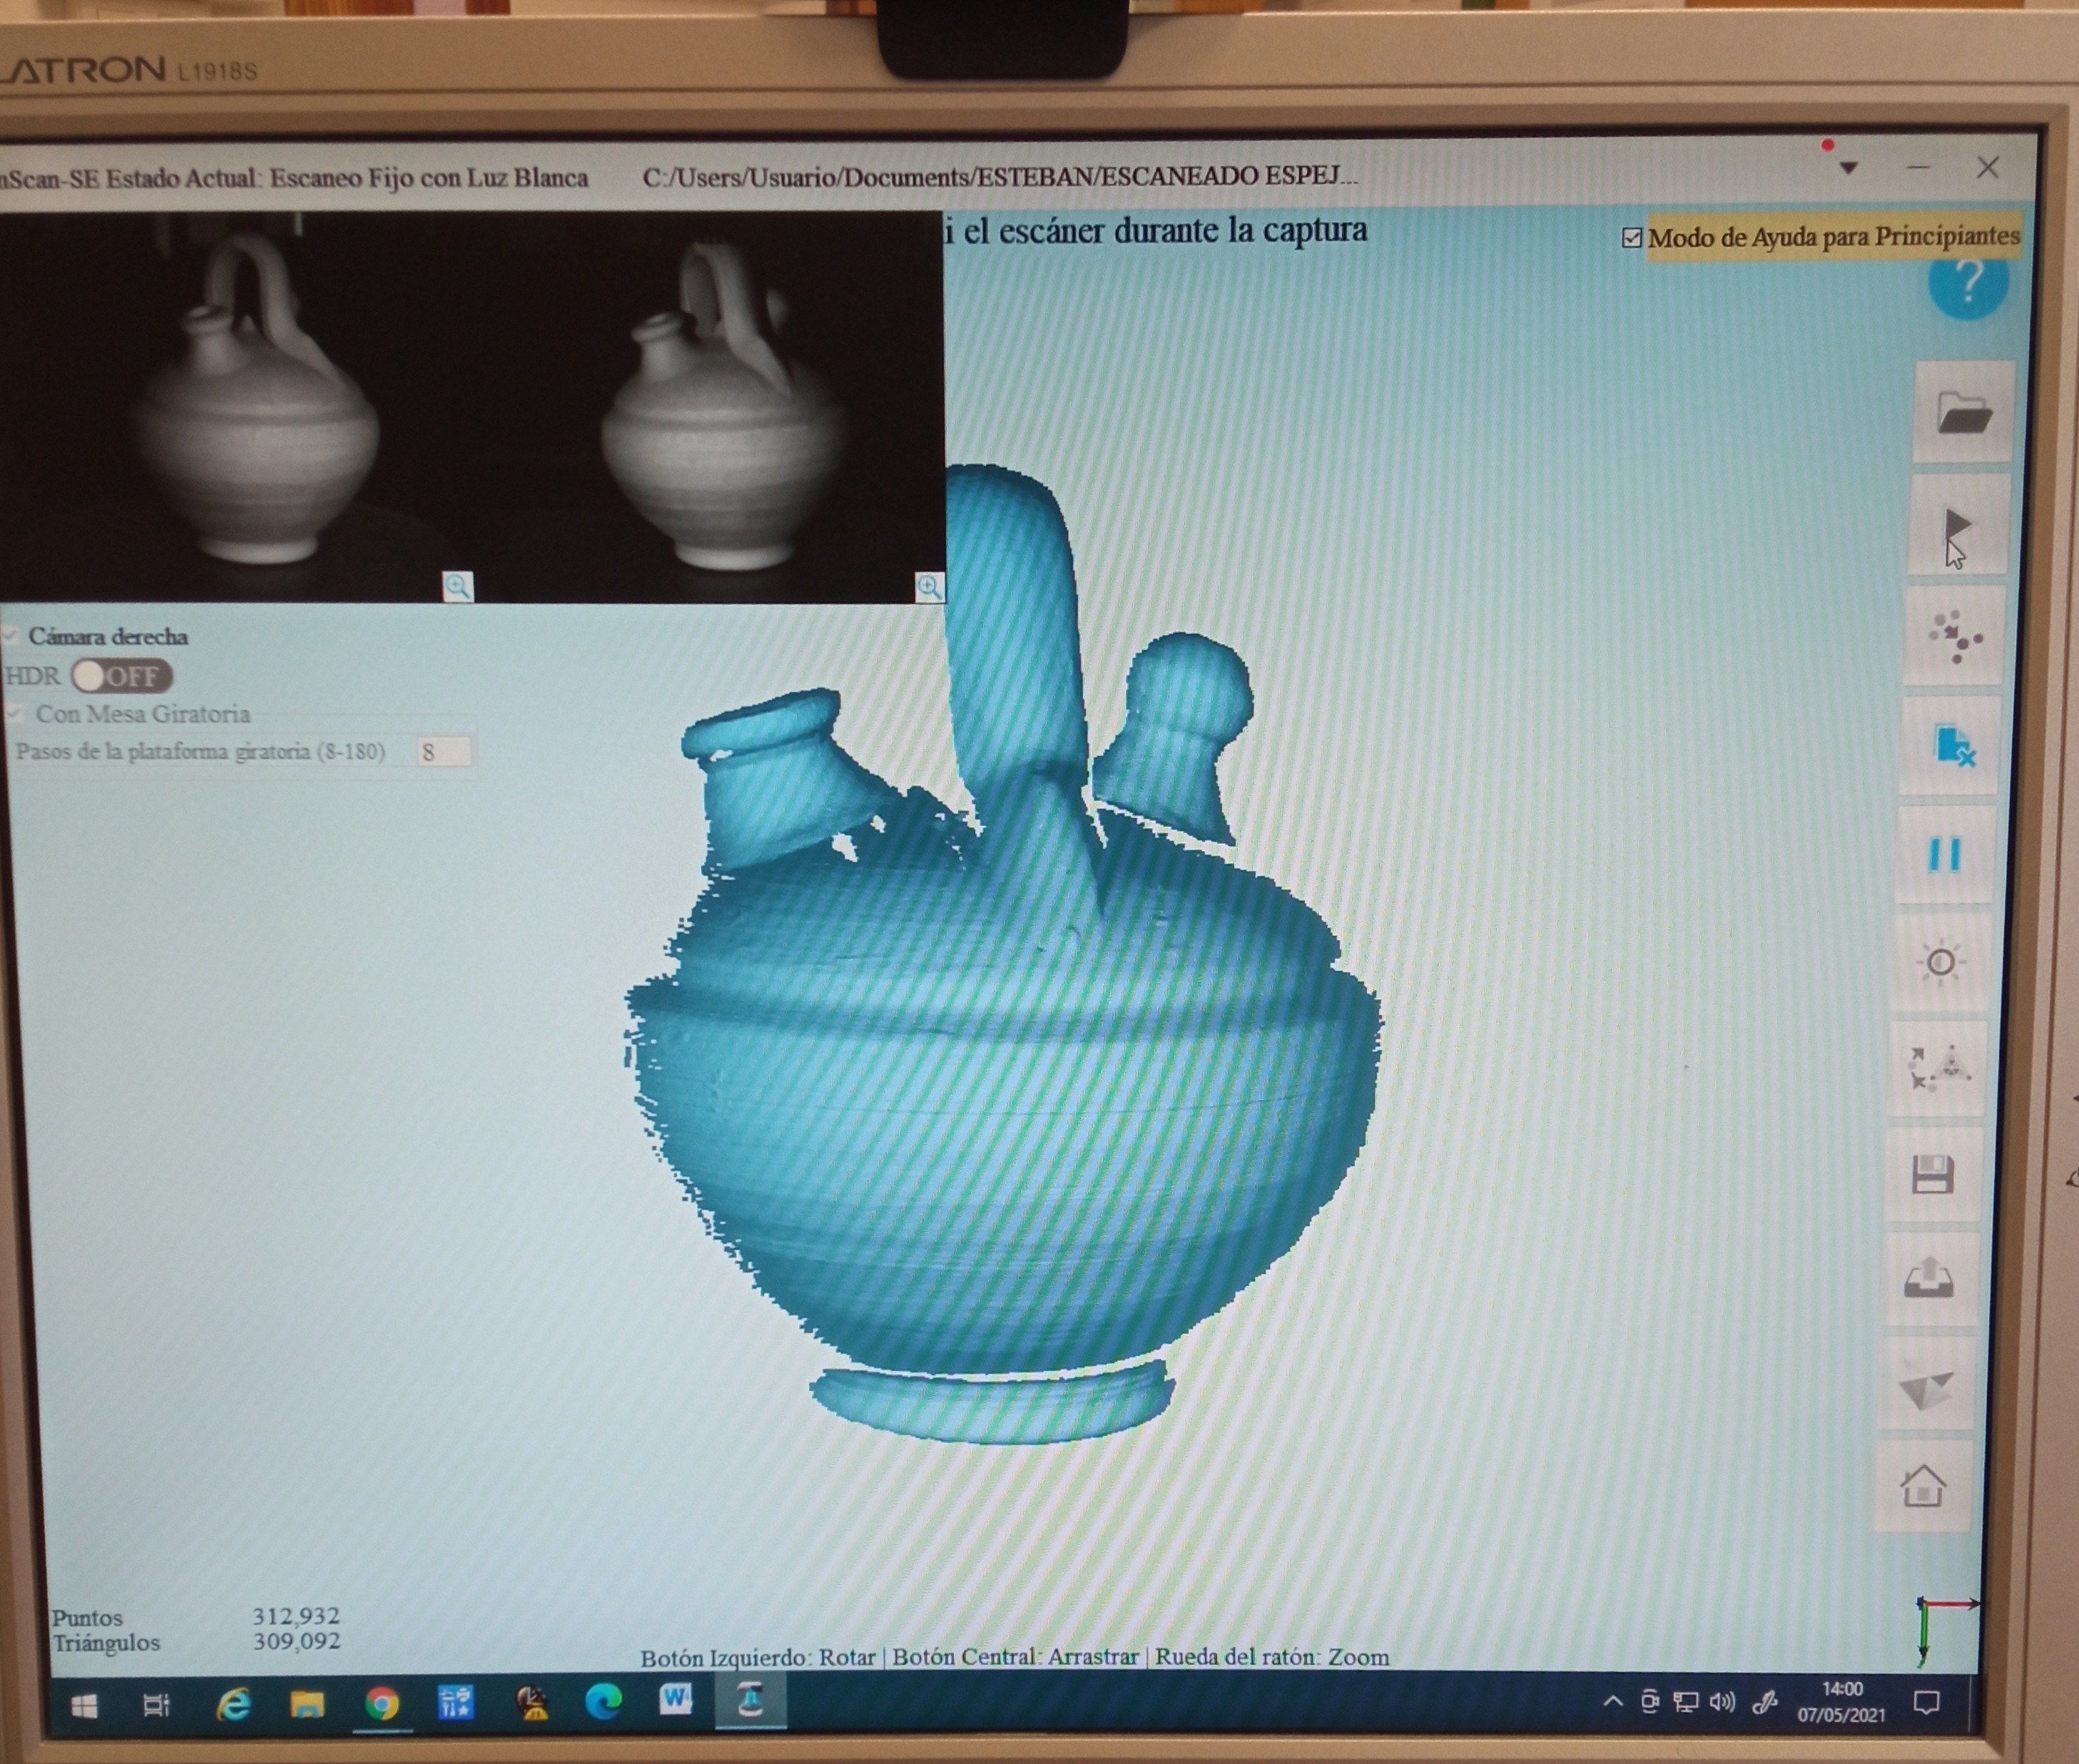 LATRON L1918S
nScan-SE Estado Actual: Escaneo Fijo con Luz Blanca C:/Users/Usuario/Documents/ESTEBAN/ESCANEADO ESPEJ...
i el escáner durante la captura
Modo de Ayuda para Principiantes
?
Cámara derecha
HDR OFF
Con Mesa Giratoria
Pasos de la plataforma giratoria (8-180) 8
Puntos 312,932
Triángulos 309,092
Botón Izquierdo: Rotar | Botón Central: Arrastrar | Rueda del ratón: Zoom
14:00
07/05/2021